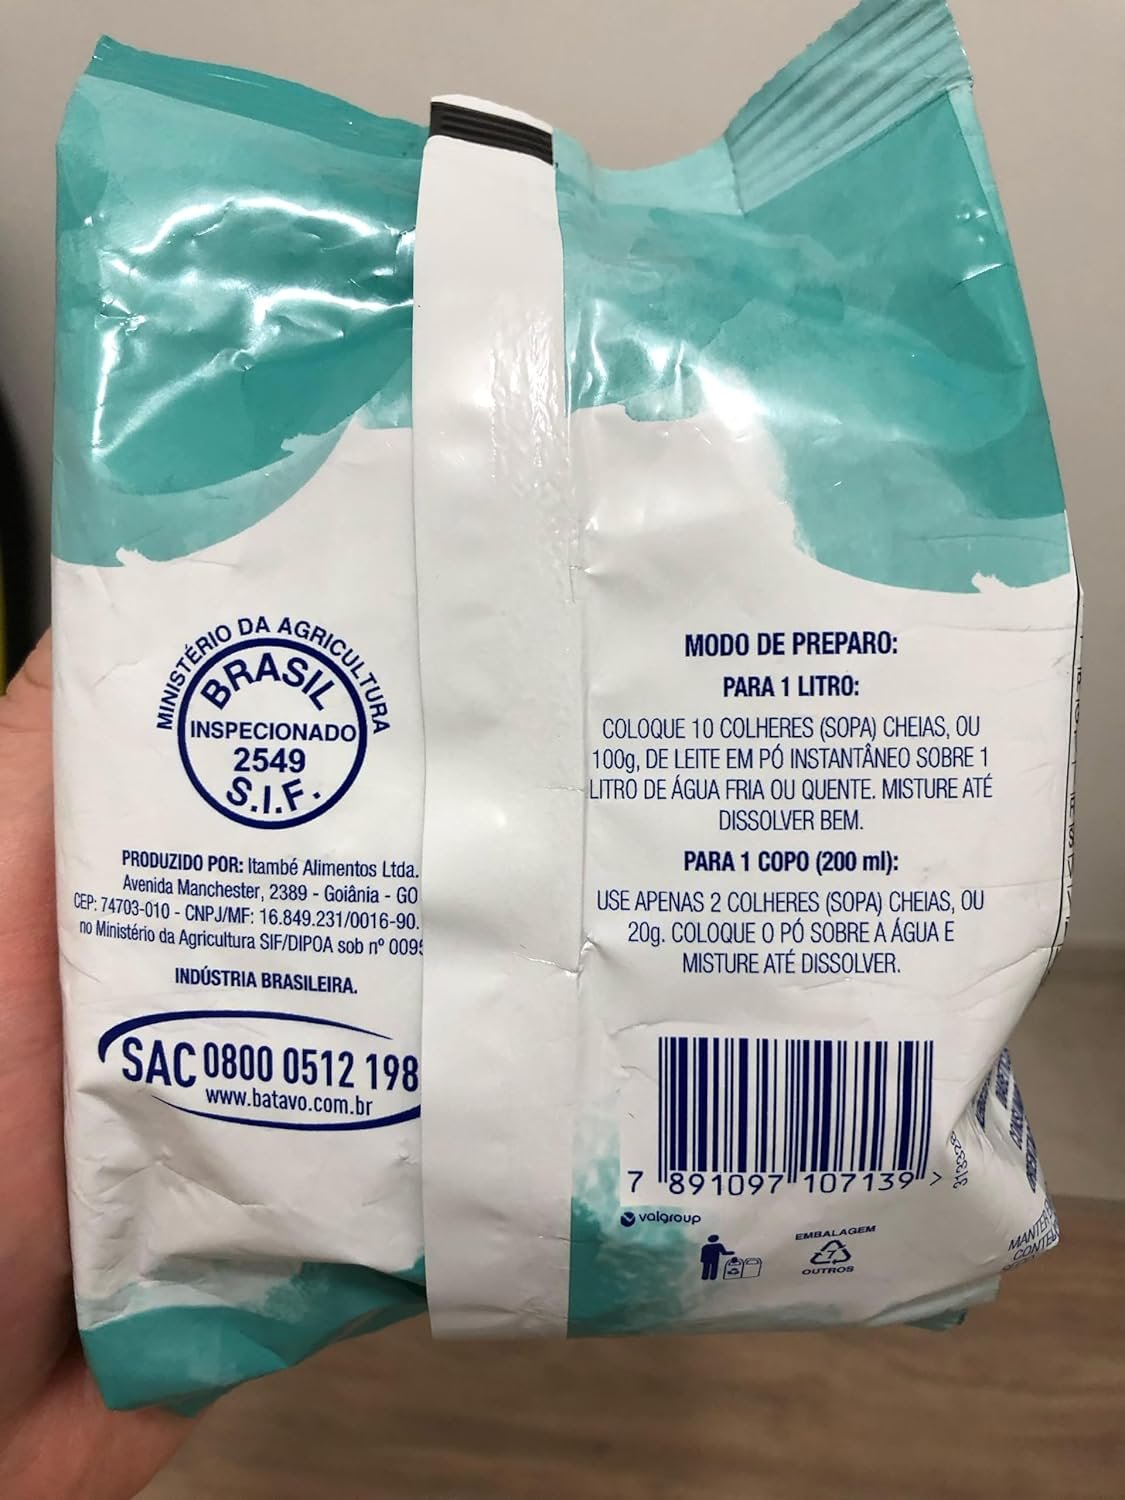 MINISTÉRIO DA AGRICULTURA
BRASIL
INSPECIONADO
2549
S.I.F.
PRODUZIDO POR: Itambé Alimentos Ltda.
Avenida Manchester, 2389 - Goiânia - GO
CEP: 74703-010 - CNPJ/MF: 16.849.231/0016-90.
no Ministério da Agricultura SIF/DIPOA sob nº 009
INDÚSTRIA BRASILEIRA.
SAC 0800 0512 198
www.batavo.com.br
MODO DE PREPARO:
PARA 1 LITRO:
COLOQUE 10 COLHERES (SOPA) CHEIAS, OU
100g, DE LEITE EM PÓ INSTANTÂNEO SOBRE 1
LITRO DE ÁGUA FRIA OU QUENTE. MISTURE ATÉ
DISSOLVER BEM.
PARA 1 COPO (200 ml):
USE APENAS 2 COLHERES (SOPA) CHEIAS, OU
20g. COLOQUE O PÓ SOBRE A ÁGUA E
MISTURE ATÉ DISSOLVER.
7 891097 107139 >
313328
valgroup
EMBALAGEM
7
OUTROS